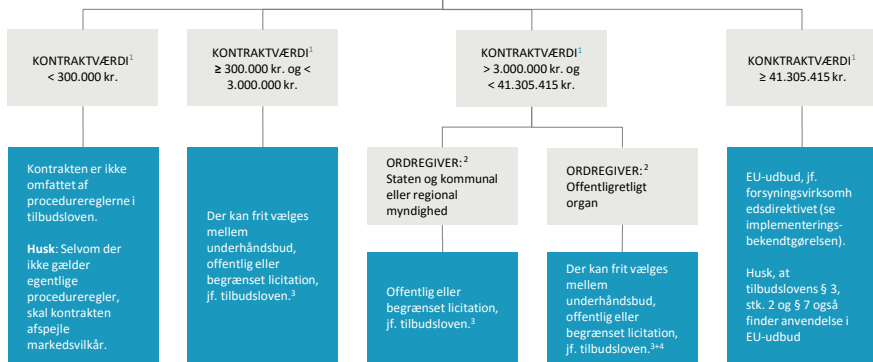 KONTRAKTVÆRDI¹
< 300.000 kr.
KONTRAKTVÆRDI¹
≥ 300.000 kr. og <
3.000.000 kr.
KONTRAKTVÆRDI¹
> 3.000.000 kr. og
< 41.305.415 kr.
KONKTRAKTVÆRDI¹
≥ 41.305.415 kr.
Kontrakten er ikke
omfattet af
procedurereglerne i
tilbudsloven.
Husk: Selvom der
ikke gælder
egentlige
procedureregler,
skal kontrakten
afspejle
markedsvilkår.
Der kan frit vælges
mellem
underhåndsbud,
offentlig eller
begrænset licitation,
jf. tilbudsloven.³
ORDREGIVER: ²
Staten og kommunal
eller regional
myndighed
Offentlig eller
begrænset licitation,
jf. tilbudsloven.³
ORDREGIVER: ²
Offentligretligt
organ
Der kan frit vælges
mellem
underhåndsbud,
offentlig eller
begrænset licitation,
jf. tilbudsloven.³⁺⁴
EU-udbud, jf.
forsyningsvirksomh
edsdirektivet (se
implementerings-
bekendtgørelsen).
Husk, at
tilbudslovens § 3,
stk. 2 og § 7 også
finder anvendelse i
EU-udbud